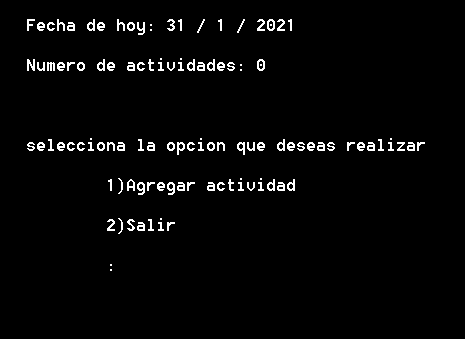 Fecha de hoy: 31 / 1 / 2021
Numero de actividades: 0
selecciona la opcion que deseas realizar
1)Agregar actividad
2)Salir
: